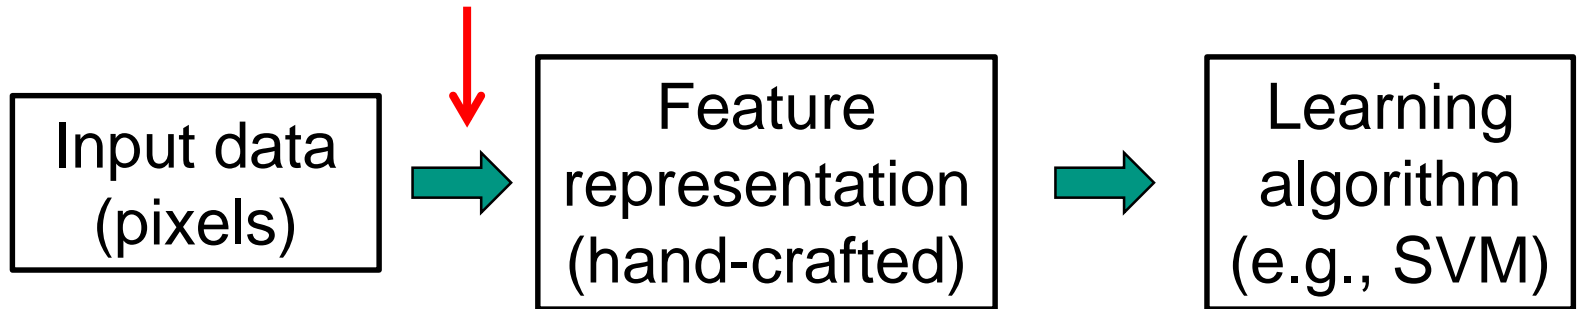 Input data
(pixels)
Feature
representation
(hand-crafted)
Learning
algorithm
(e.g., SVM)